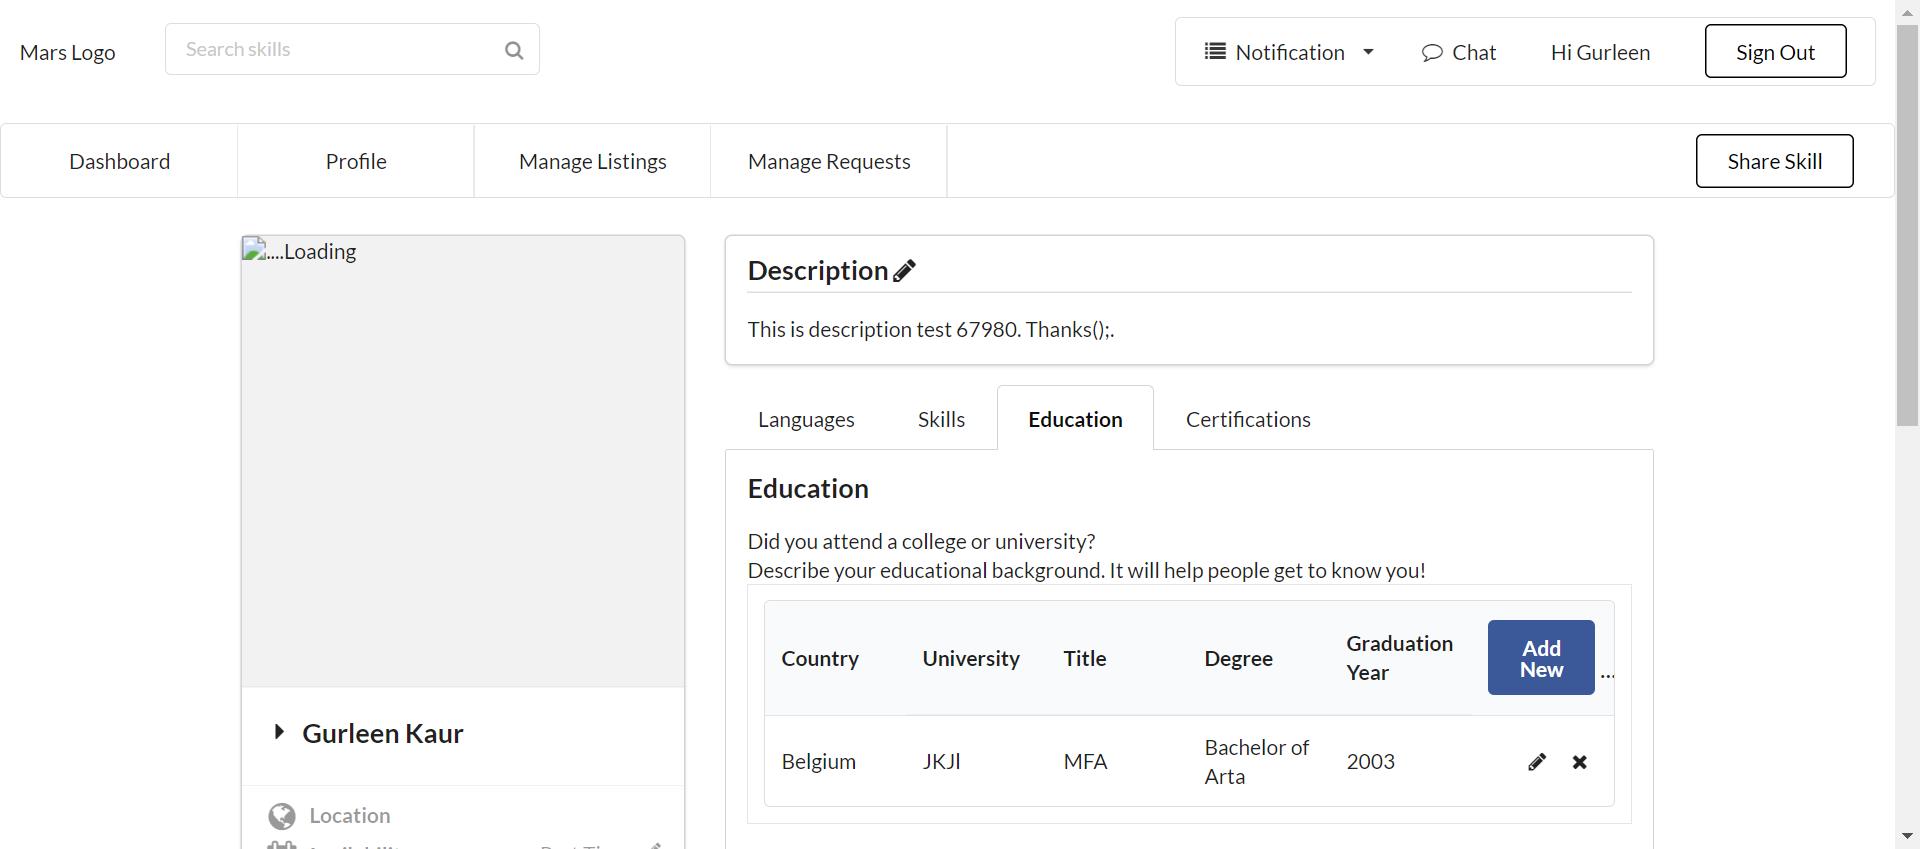 Mars Logo
Search skills
Notification
Chat
Hi Gurleen
Sign Out
Dashboard
Profile
Manage Listings
Manage Requests
Share Skill
....Loading
Gurleen Kaur
Location
Description
This is description test 67980. Thanks();.
Languages
Skills
Education
Certifications
Education
Did you attend a college or university?
Describe your educational background. It will help people get to know you!
Country University Title Degree Graduation Year Add New ...
Belgium JKJl MFA Bachelor of Arta 2003